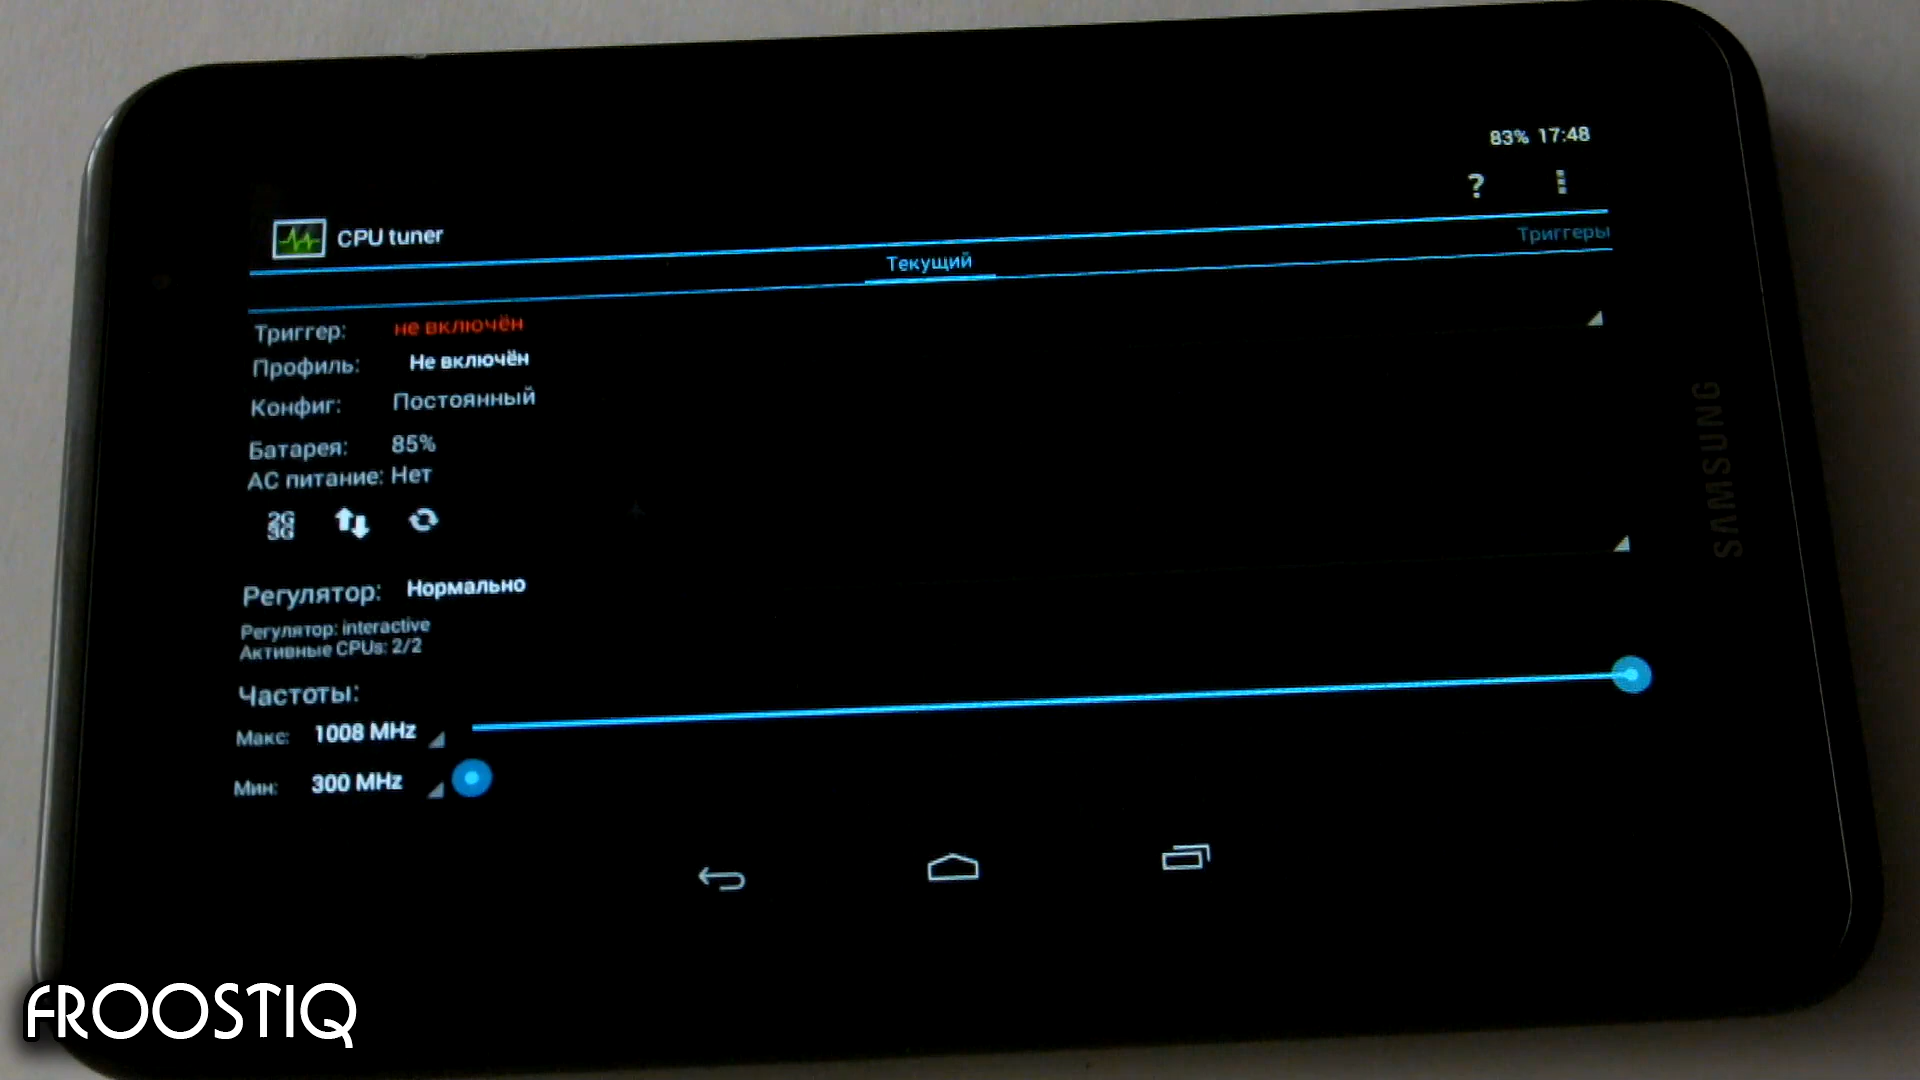 83% 17:48
?
CPU tuner
Текущий
Триггеры
Триггер: не включён
Профиль: Не включён
Конфиг: Постоянный
Батарея: 85%
AC питание: Нет
2G
3G
Регулятор: Нормально
Регулятор: interactive
Активные CPUs: 2/2
Частоты:
Макс: 1008 MHz
Мин: 300 MHz
SAMSUNG
FROOSTIQ